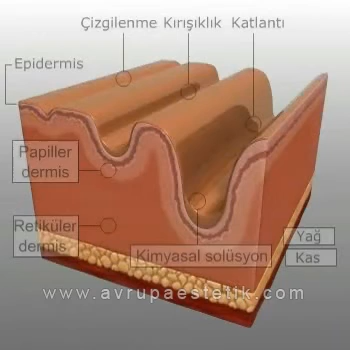 Çizgilenme Kırışıklık Katlantı
Epidermis
Papiller
dermis
Retiküler
dermis
Kimyasal solüsyon
Yağ
Kas
www.avrupaestetik.com